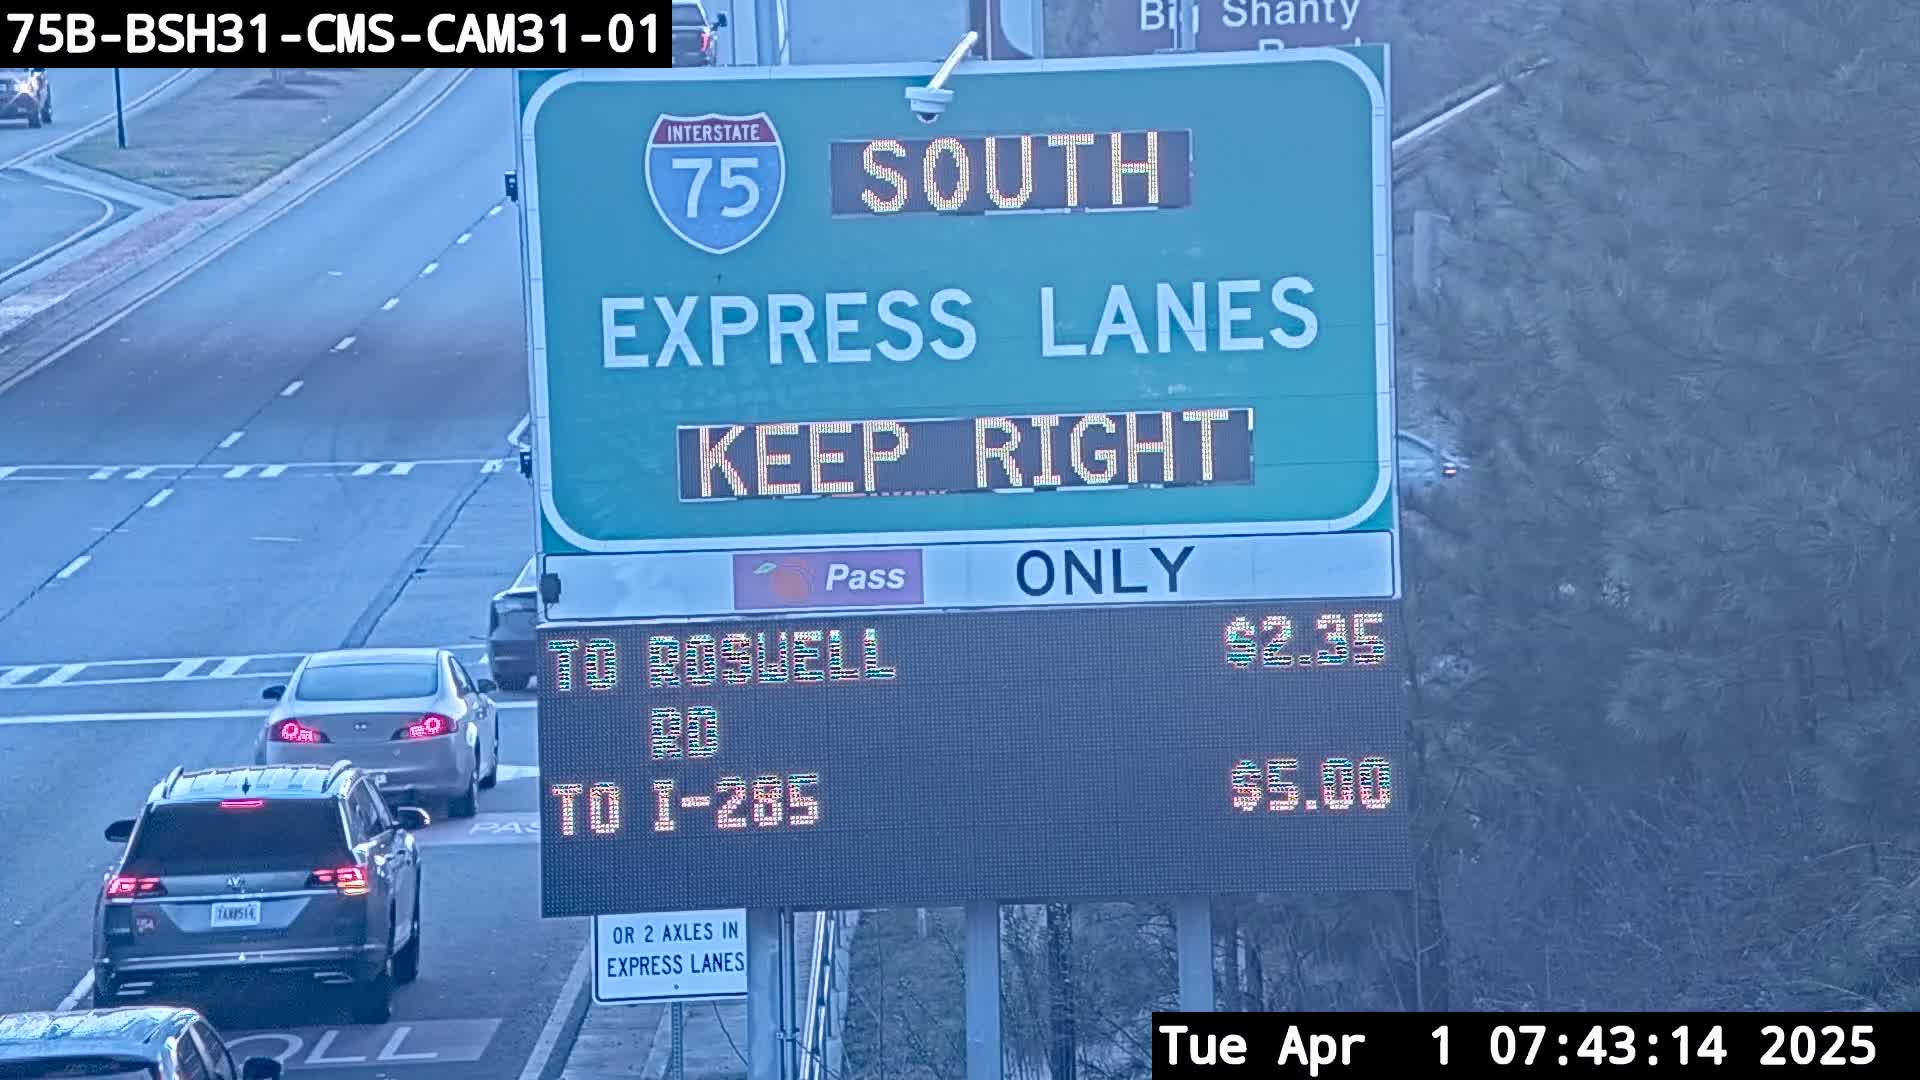 75B-BSH31-CMS-CAM31-01
Big Shanty
INTERSTATE
75
SOUTH
EXPRESS LANES
KEEP RIGHT
Pass
ONLY
TO ROSWELL $2.35
RD
TO I-285 $5.00
OR 2 AXLES IN
EXPRESS LANES
Tue Apr 1 07:43:14 2025